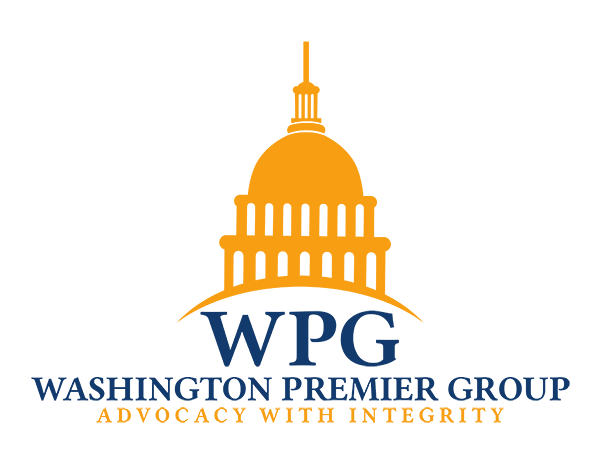 WPG
WASHINGTON PREMIER GROUP
ADVOCACY WITH INTEGRITY